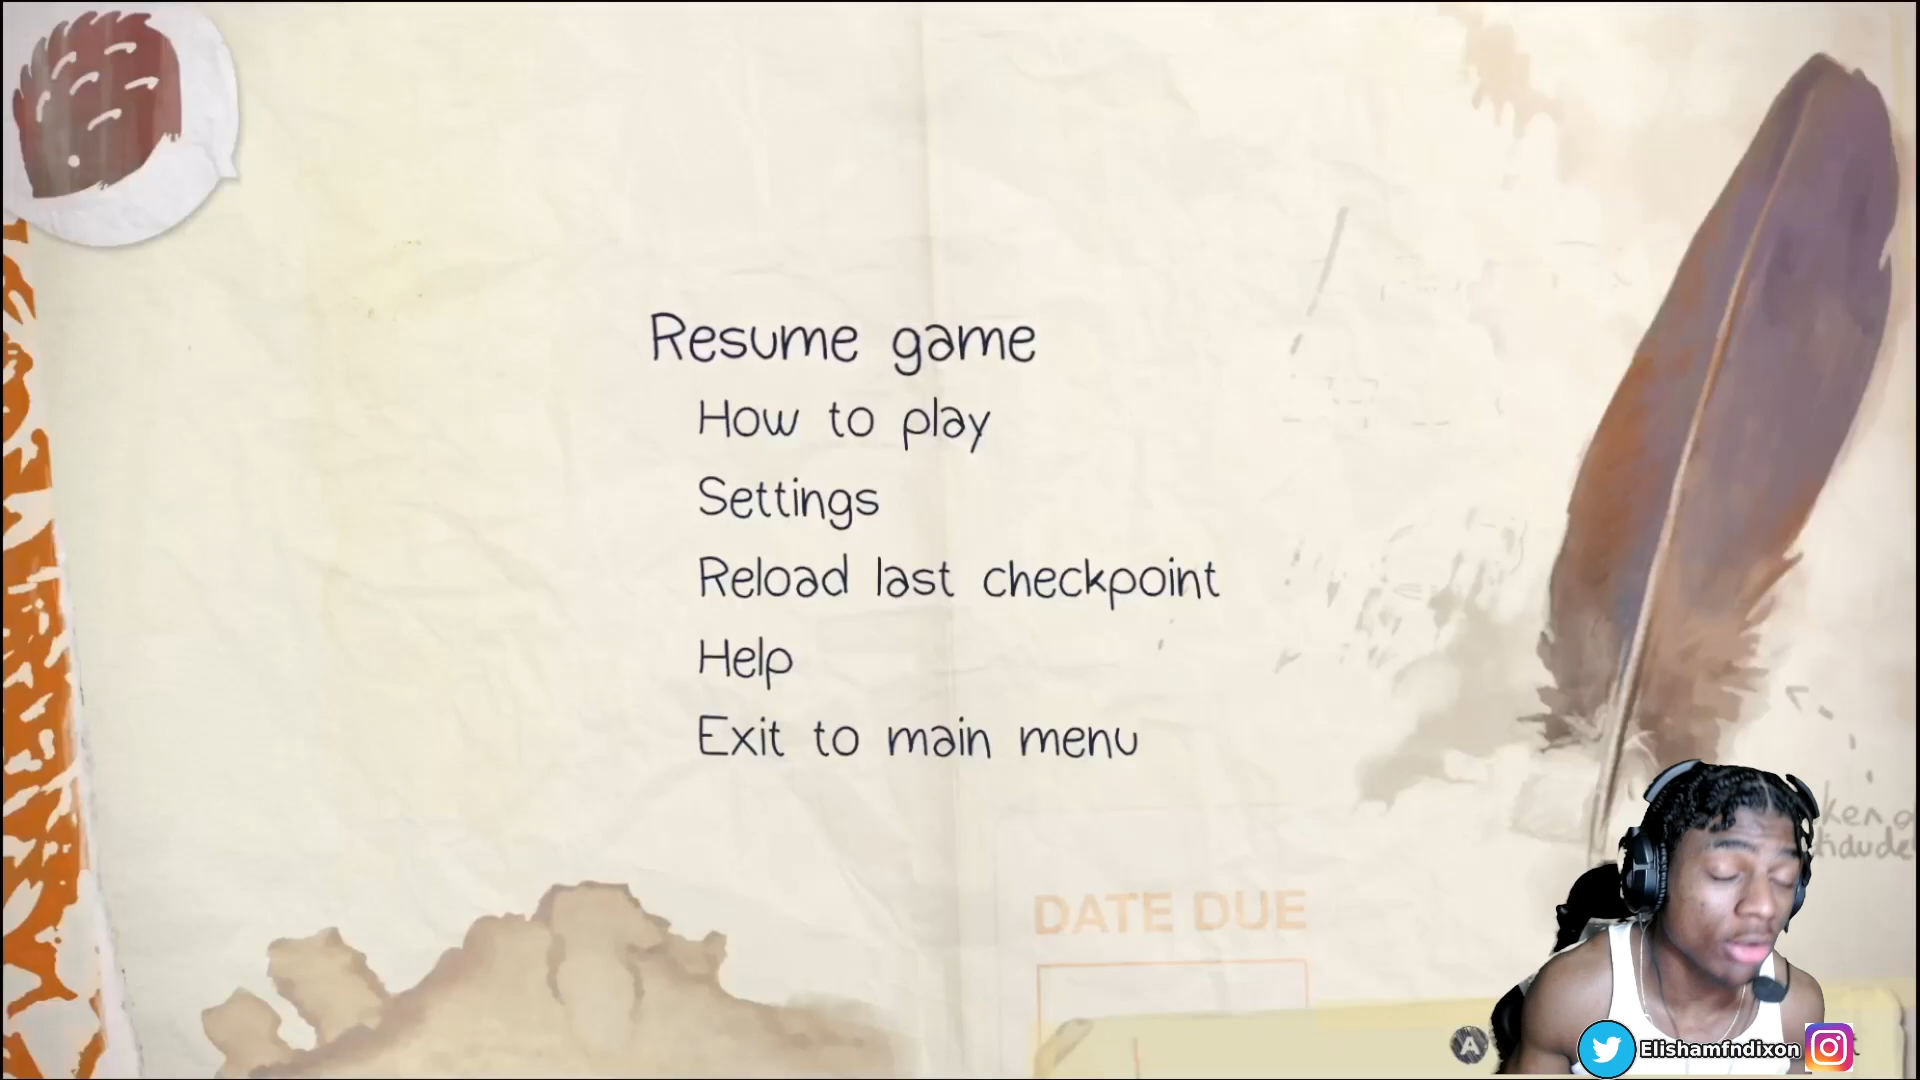 Resume game
How to play
Settings
Reload last checkpoint
Help
Exit to main menu
DATE DUE
A
Elishamfndixon